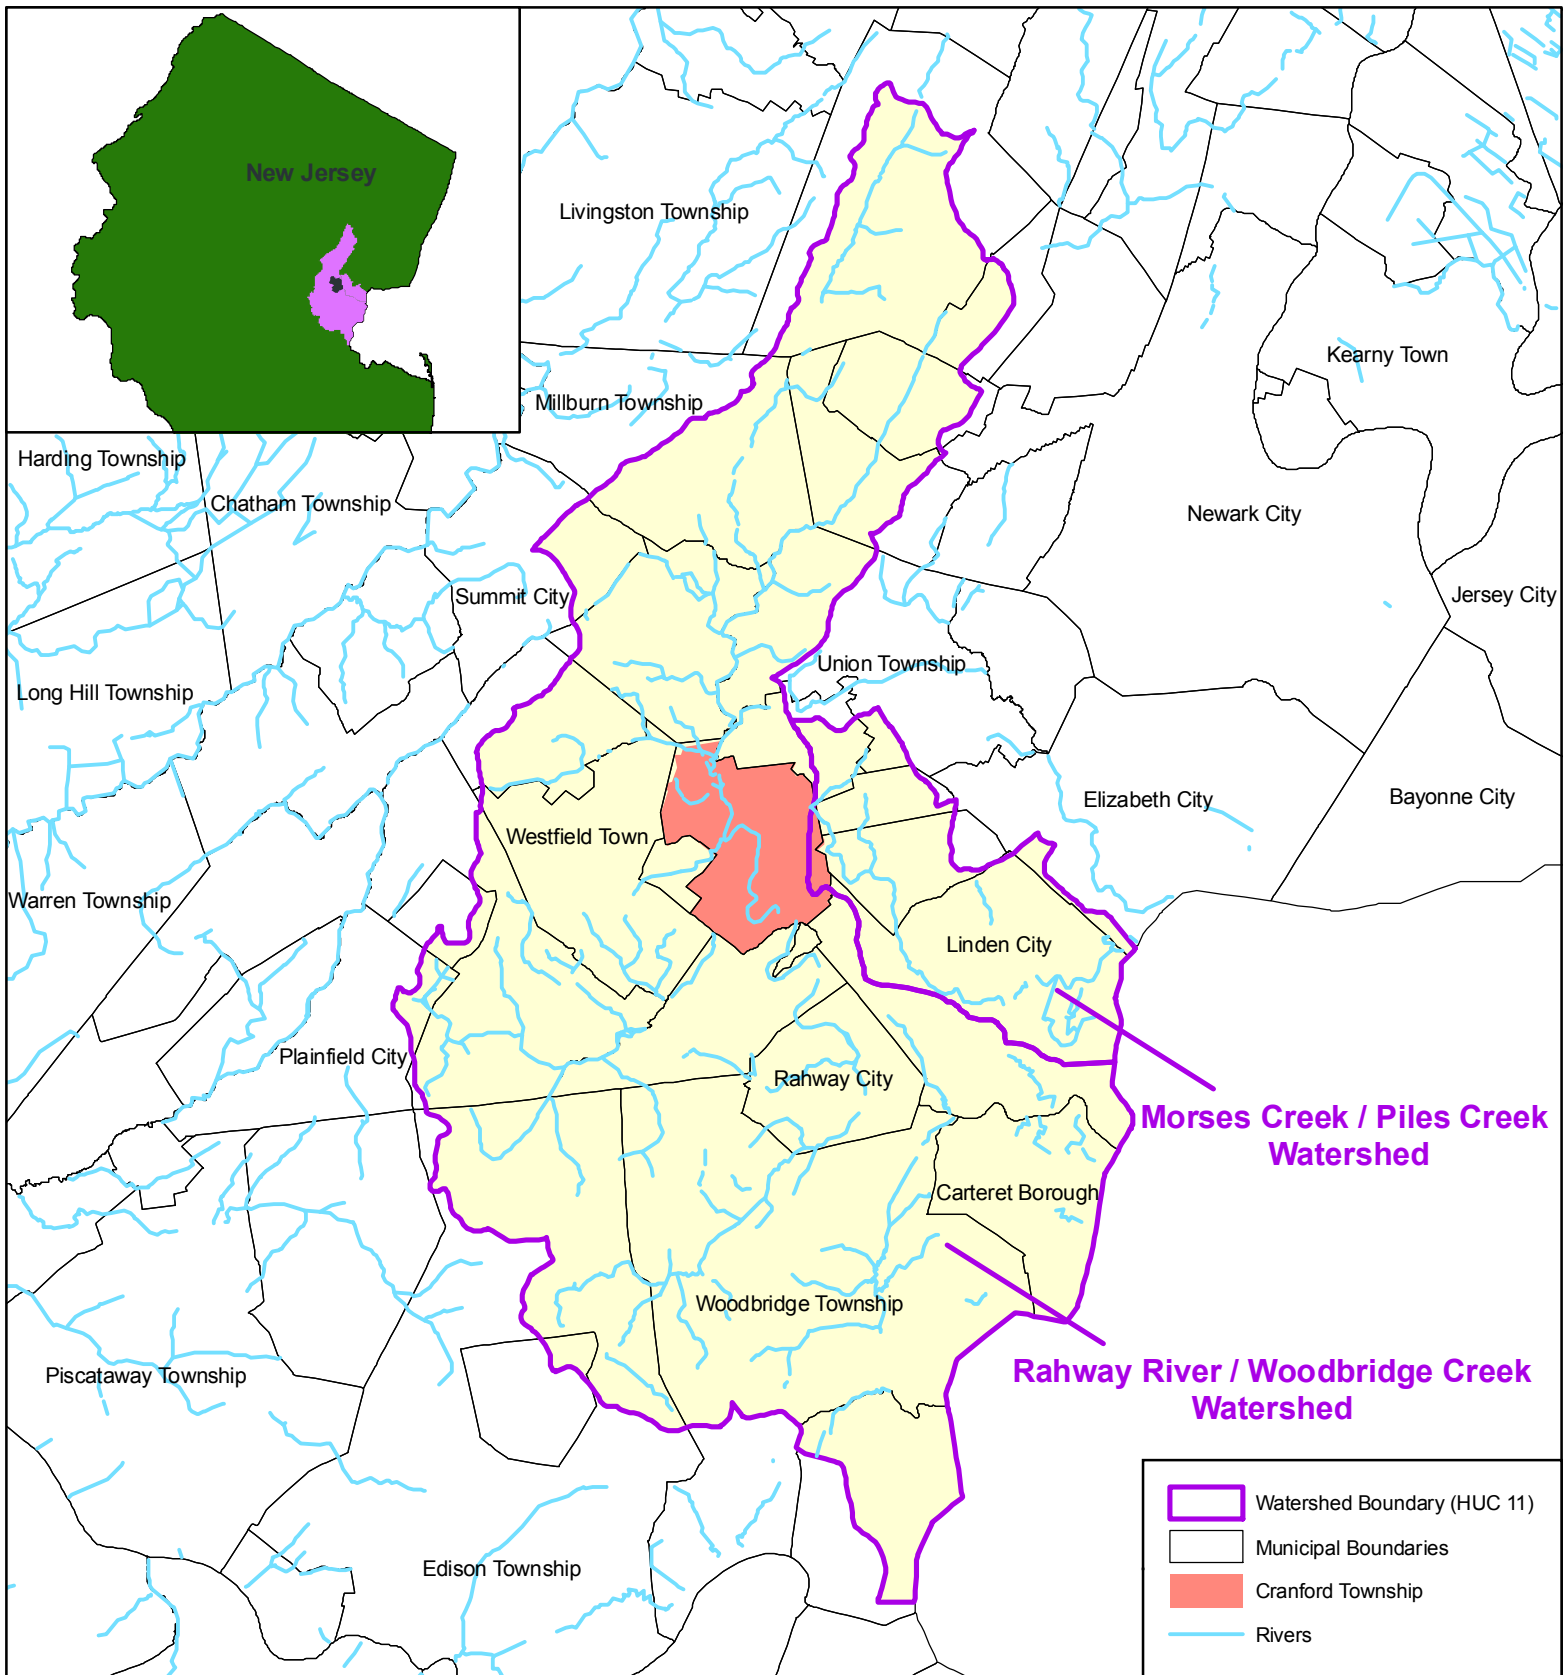 New Jersey
Livingston Township
Kearny Town
Millburn Township
Harding Township
Chatham Township
Newark City
Summit City
Jersey City
Union Township
Long Hill Township
Elizabeth City
Bayonne City
Westfield Town
Warren Township
Linden City
Plainfield City
Rahway City
Morses Creek / Piles Creek
Watershed
Carteret Borough
Woodbridge Township
Piscataway Township
Rahway River / Woodbridge Creek
Watershed
Edison Township
Watershed Boundary (HUC 11)
Municipal Boundaries
Cranford Township
Rivers